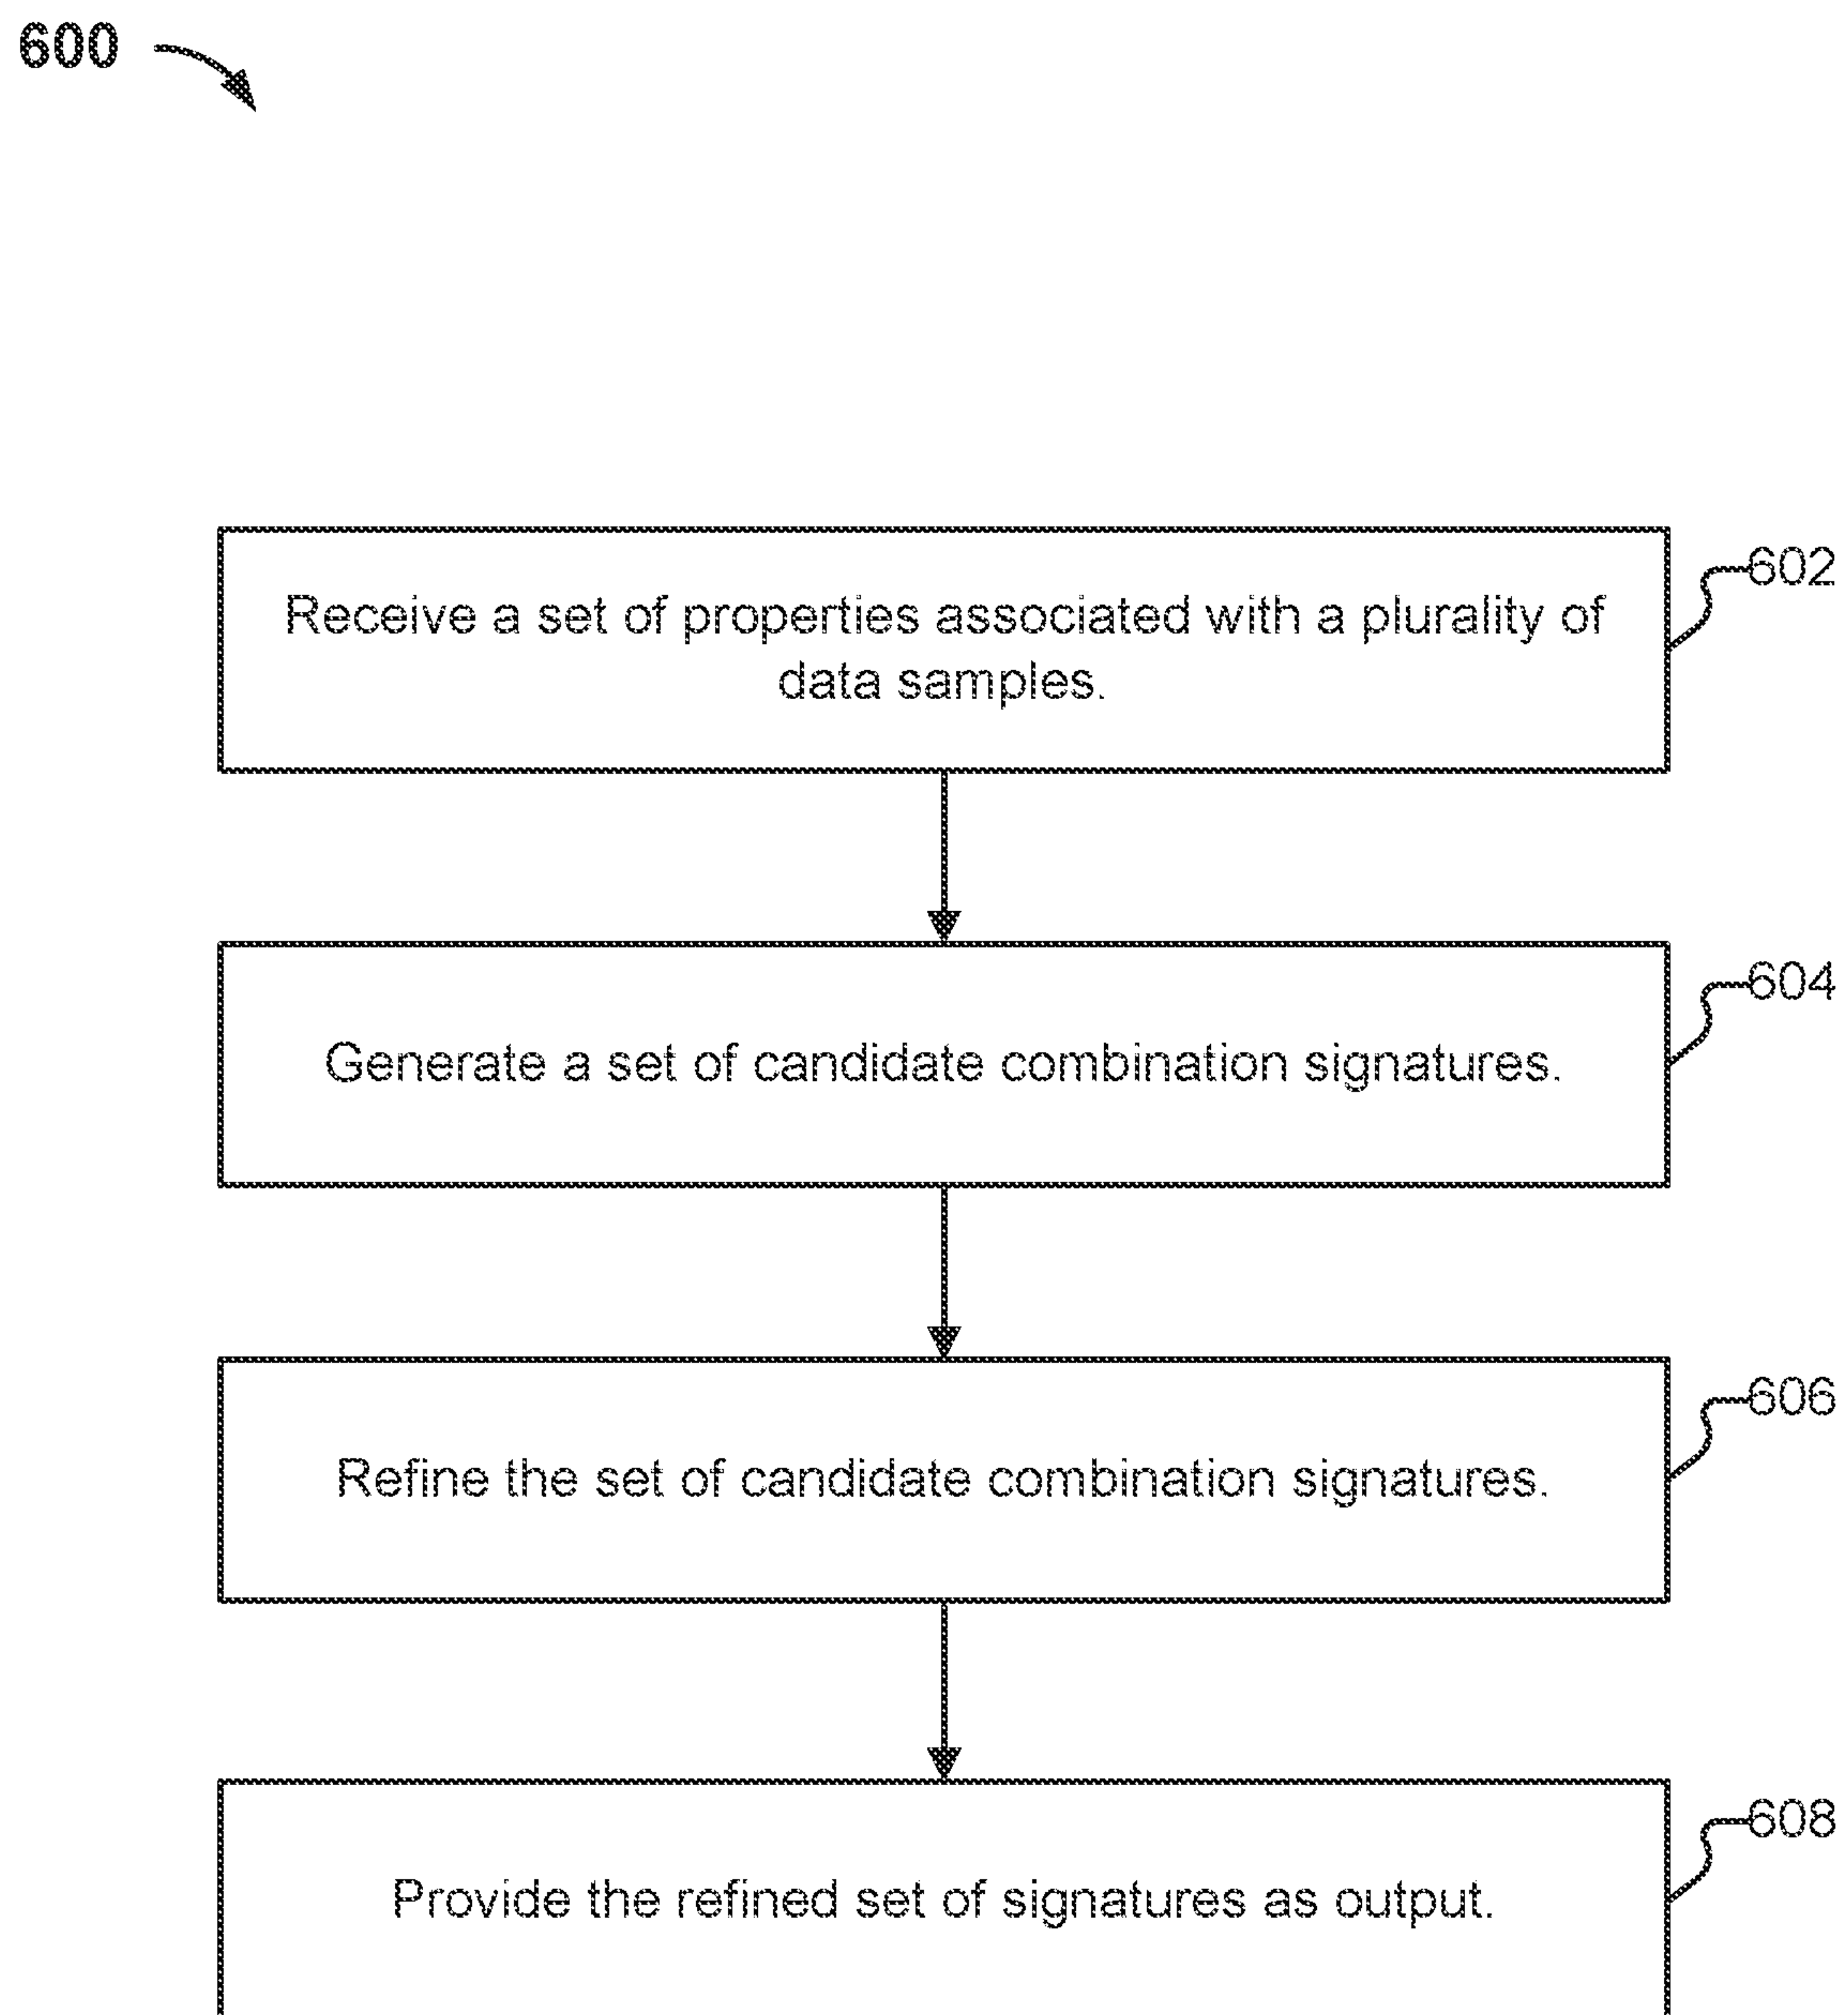 600
Receive a set of properties associated with a plurality of
data samples.
602
Generate a set of candidate combination signatures.
604
Refine the set of candidate combination signatures.
606
Provide the refined set of signatures as output.
608